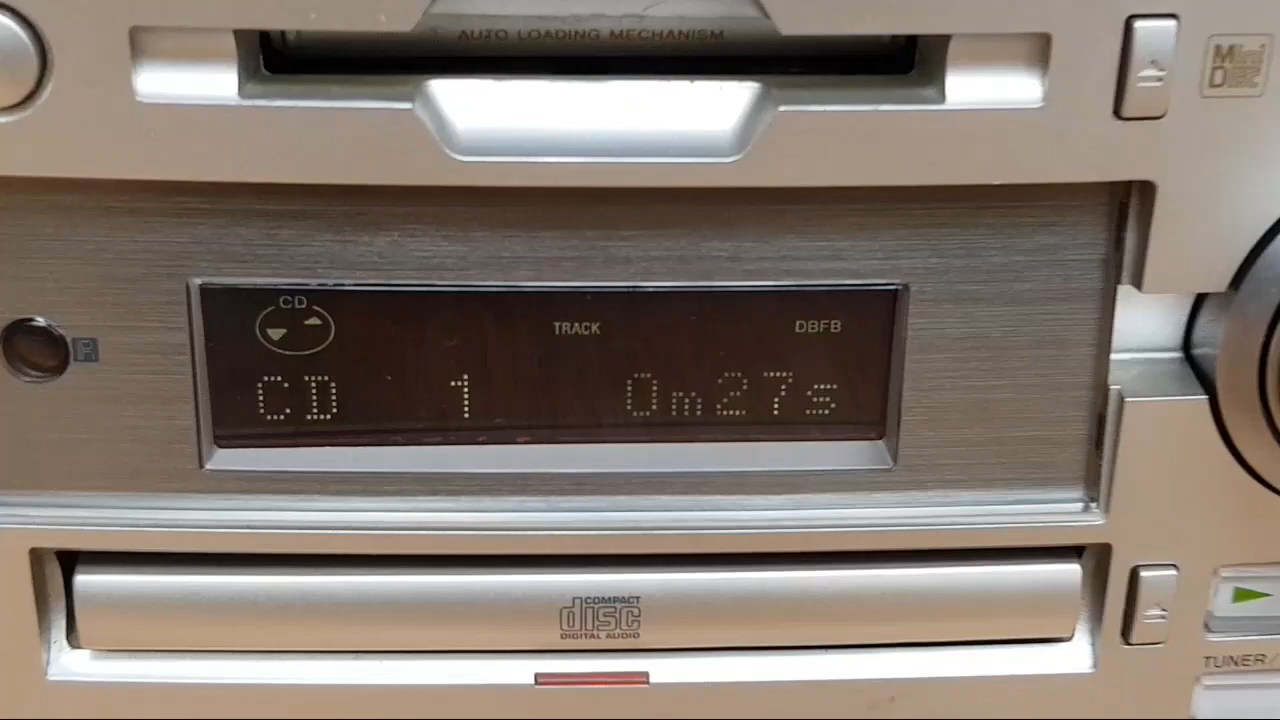 AUTO LOADING MECHANISM
Mini
Disc
R
CD
TRACK DBFB
CD 1 0m27s
COMPACT
disc
DIGITAL AUDIO
TUNER/